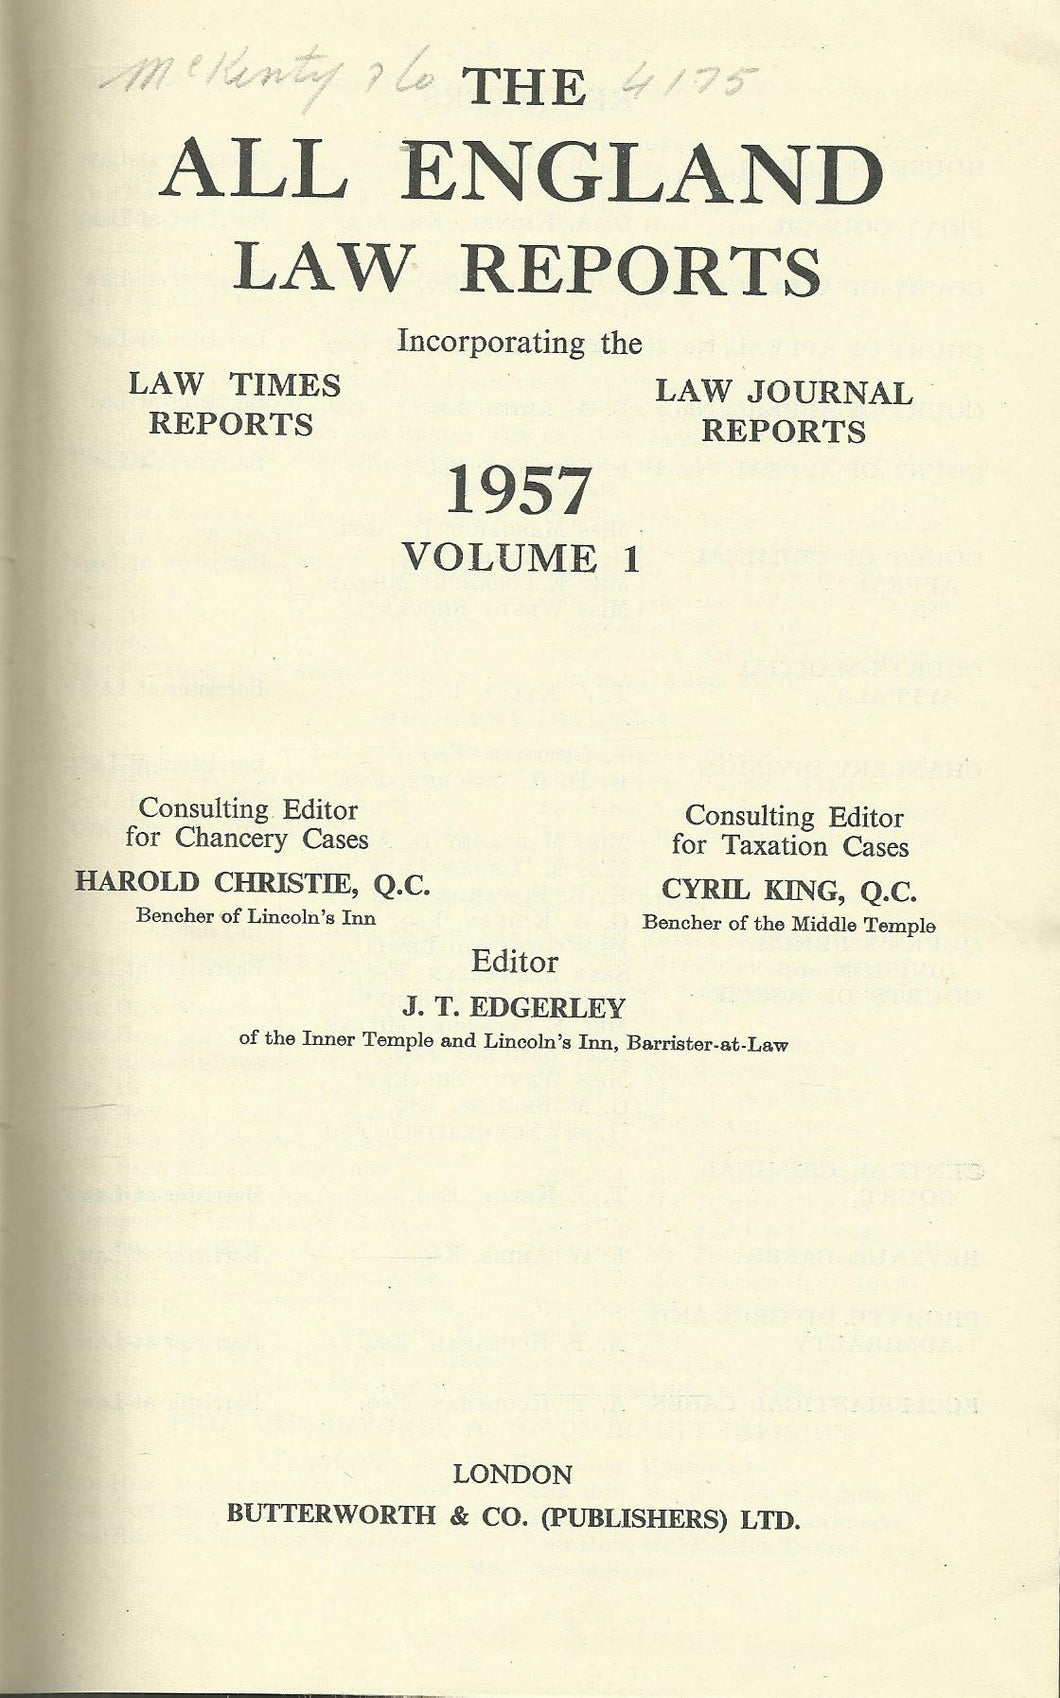 McKenty
4175
THE
ALL ENGLAND
LAW REPORTS
Incorporating the
LAW TIMES
REPORTS
LAW JOURNAL
REPORTS
1957
VOLUME 1
Consulting Editor
for Chancery Cases
HAROLD CHRISTIE, Q.C.
Bencher of Lincoln's Inn
Consulting Editor
for Taxation Cases
CYRIL KING, Q.C.
Bencher of the Middle Temple
Editor
J. T. EDGERLEY
of the Inner Temple and Lincoln's Inn, Barrister-at-Law
LONDON
BUTTERWORTH & CO. (PUBLISHERS) LTD.